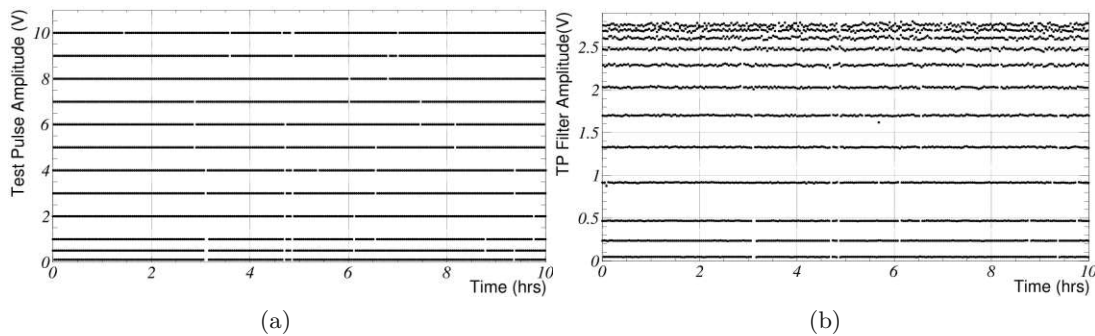 Test Pulse Amplitude (V)
10
8
6
4
2
0
0 2 4 6 8 10
Time (hrs)
(a)
TP Filter Amplitude(V)
2.5
2
1.5
1
0.5
0
0 2 4 6 8 10
Time (hrs)
(b)